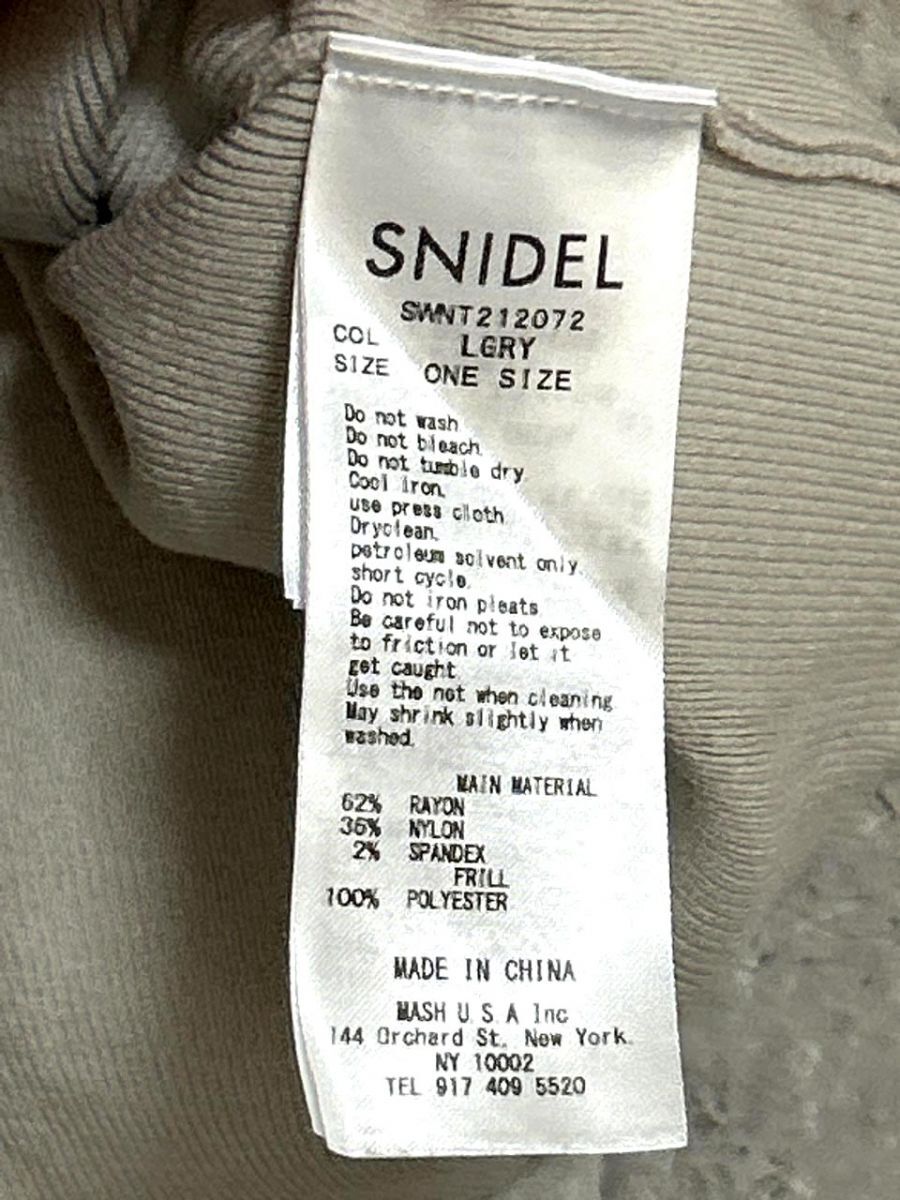 SNIDEL
SWNT212072
COL LGRY
SIZE ONE SIZE
Do not wash
Do not bleach.
Do not tumble dry
Cool iron,
use press cloth
Dryclean,
petroleum solvent only,
short cycle.
Do not iron pleats
Be careful not to expose
to friction or let it
get caught
Use the net when cleaning
May shrink slightly when
washed.
MAIN MATERIAL
62% RAYON
36% NYLON
2% SPANDEX
FRILL
100% POLYESTER
MADE IN CHINA
MASH U.S.A Inc
144 Orchard St. New York.
NY 10002
TEL 917 409 5520